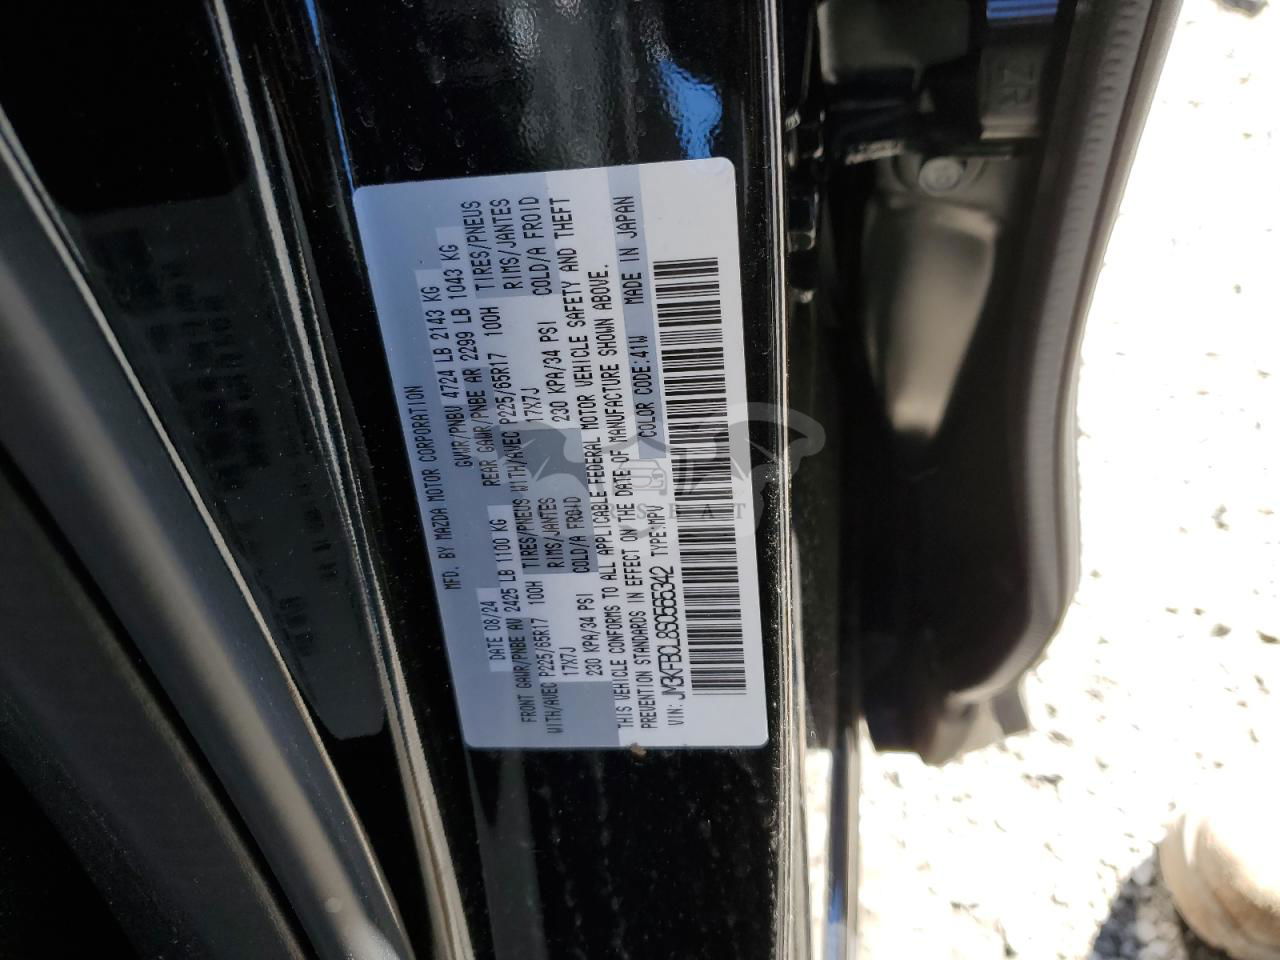 MFD. BY MAZDA MOTOR CORPORATION
DATE 08/24 GVWR/PNBV 4724 LB 2143 KG
FRONT GAWR/PNBE AV 2425 LB 1100 KG REAR GAWR/PNBE AR 2299 LB 1043 KG
WITH/AVEC P225/65R17 100H TIRES/PNEUS WITH/AVEC P225/65R17 100H TIRES/PNEUS
17X7J RIMS/JANTES 17X7J RIMS/JANTES
230 KPA/34 PSI COLD/A FROID 230 KPA/34 PSI COLD/A FROID
THIS VEHICLE CONFORMS TO ALL APPLICABLE FEDERAL MOTOR VEHICLE SAFETY AND THEFT
PREVENTION STANDARDS IN EFFECT ON THE DATE OF MANUFACTURE SHOWN ABOVE.
VIN: JM3KFBCL8S0565342 TYPE:MPV COLOR CODE:41W MADE IN JAPAN